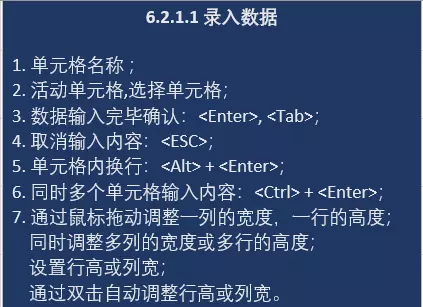 6.2.1.1 录入数据
1. 单元格名称 ;
2. 活动单元格,选择单元格;
3. 数据输入完毕确认：<Enter>, <Tab>;
4. 取消输入内容：<ESC>;
5. 单元格内换行：<Alt> + <Enter>;
6. 同时多个单元格输入内容：<Ctrl> + <Enter>;
7. 通过鼠标拖动调整一列的宽度，一行的高度;
同时调整多列的宽度或多行的高度;
设置行高或列宽;
通过双击自动调整行高或列宽。